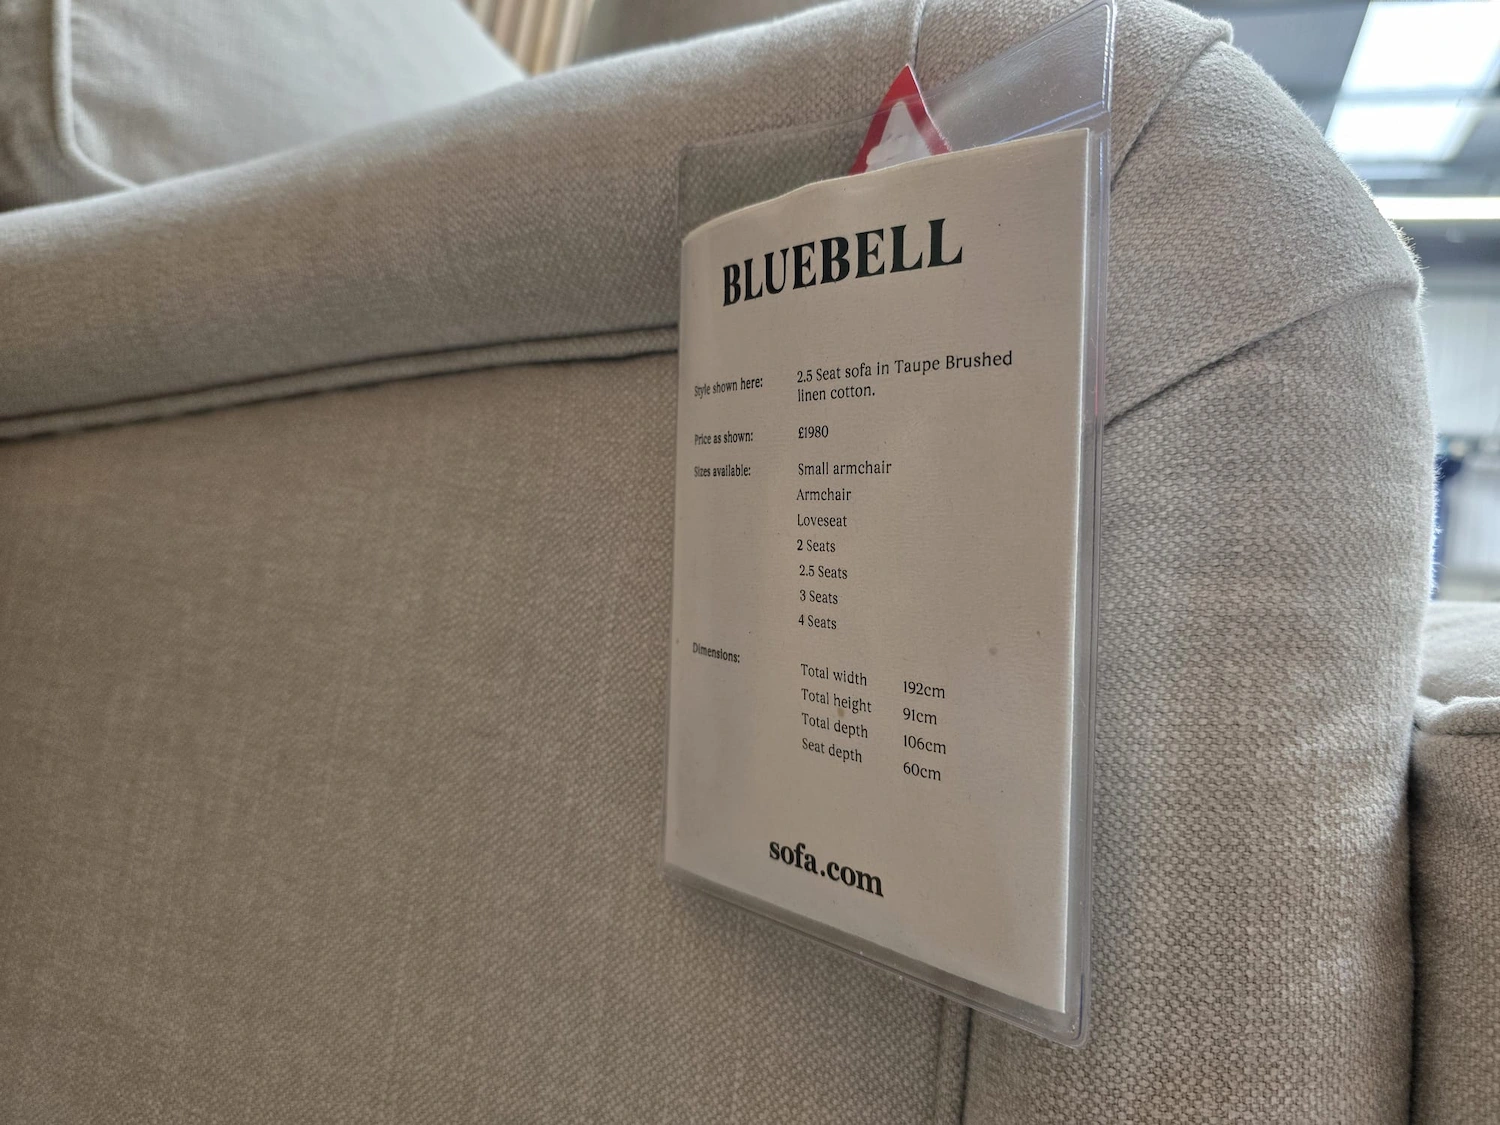 BLUEBELL
Style shown here: 2.5 Seat sofa in Taupe Brushed
linen cotton.
Price as shown: £1980
Sizes available: Small armchair
Armchair
Loveseat
2 Seats
2.5 Seats
3 Seats
4 Seats
Dimensions:
Total width 192cm
Total height 91cm
Total depth 106cm
Seat depth 60cm
sofa.com